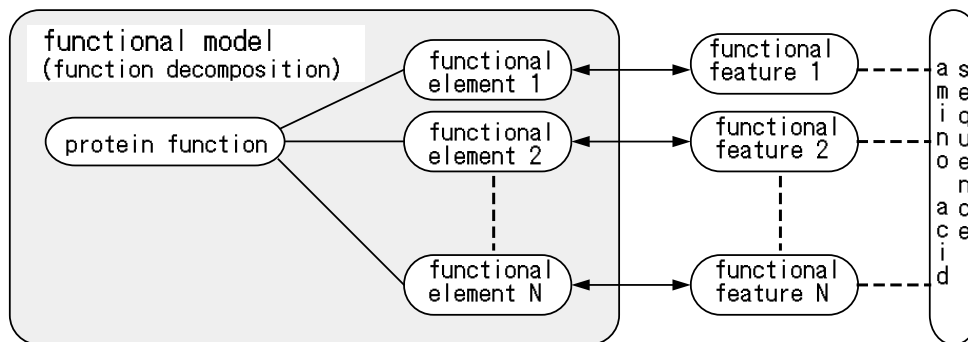 functional model
(function decomposition)
protein function
functional
element 1
functional
element 2
functional
element N
functional
feature 1
functional
feature 2
functional
feature N
amino acid
sequence